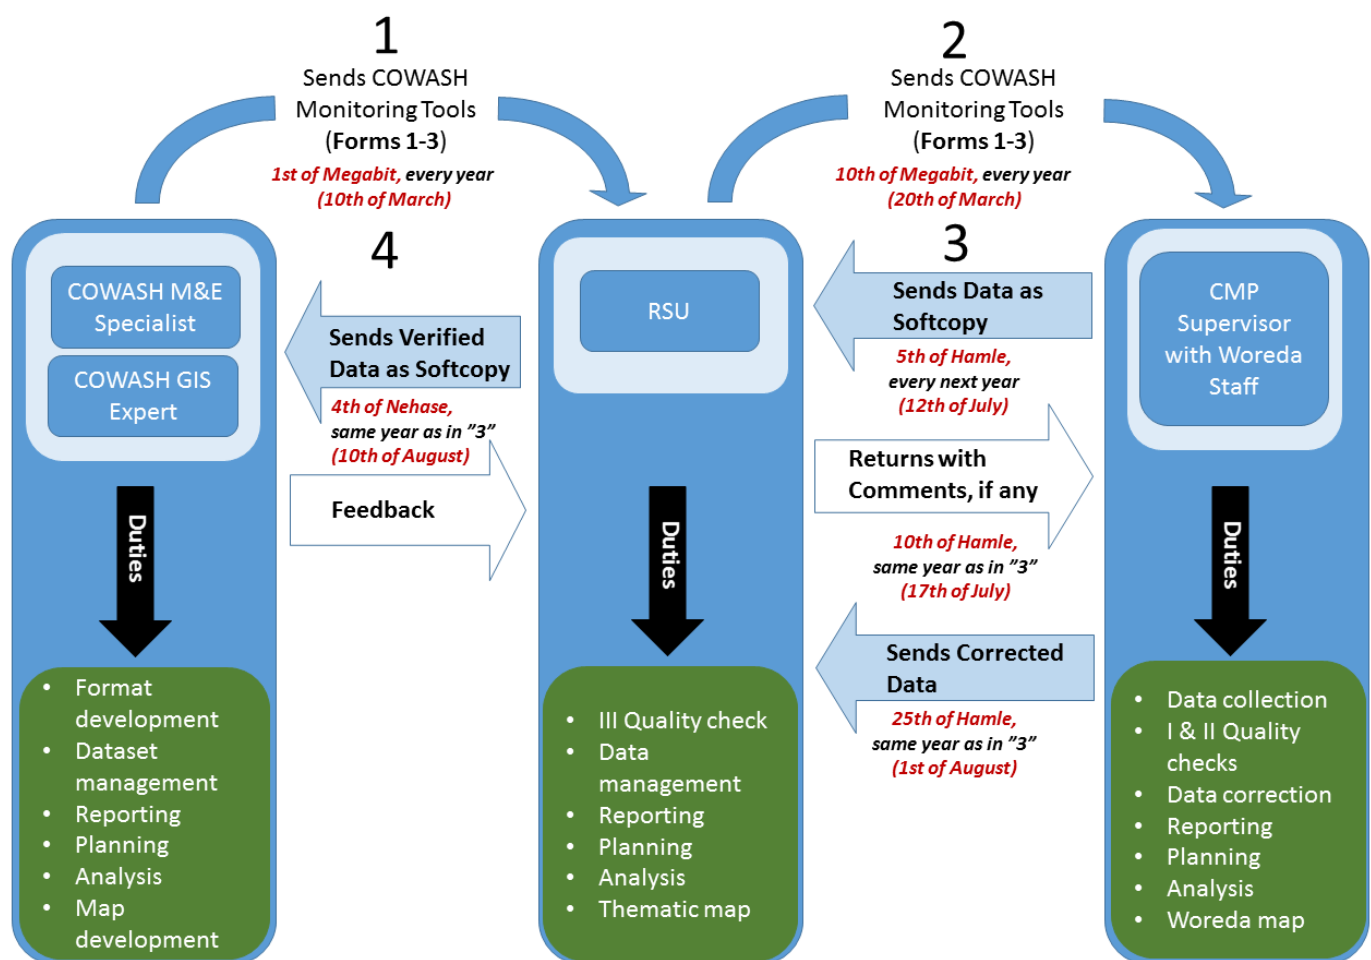 1
Sends COWASH
Monitoring Tools
(Forms 1-3)
1st of Megabit, every year
(10th of March)
2
Sends COWASH
Monitoring Tools
(Forms 1-3)
10th of Megabit, every year
(20th of March)
COWASH M&E
Specialist
COWASH GIS
Expert
4
Sends Verified
Data as Softcopy
4th of Nehase,
same year as in ”3”
(10th of August)
Feedback
RSU
3
Sends Data as
Softcopy
5th of Hamle,
every next year
(12th of July)
Returns with
Comments, if any
10th of Hamle,
same year as in ”3”
(17th of July)
Sends Corrected
Data
25th of Hamle,
same year as in ”3”
(1st of August)
CMP
Supervisor
with Woreda
Staff
Duties
Duties
Duties
• Format
development
• Dataset
management
• Reporting
• Planning
• Analysis
• Map
development
• III Quality check
• Data
management
• Reporting
• Planning
• Analysis
• Thematic map
• Data collection
• I & II Quality
checks
• Data correction
• Reporting
• Planning
• Analysis
• Woreda map